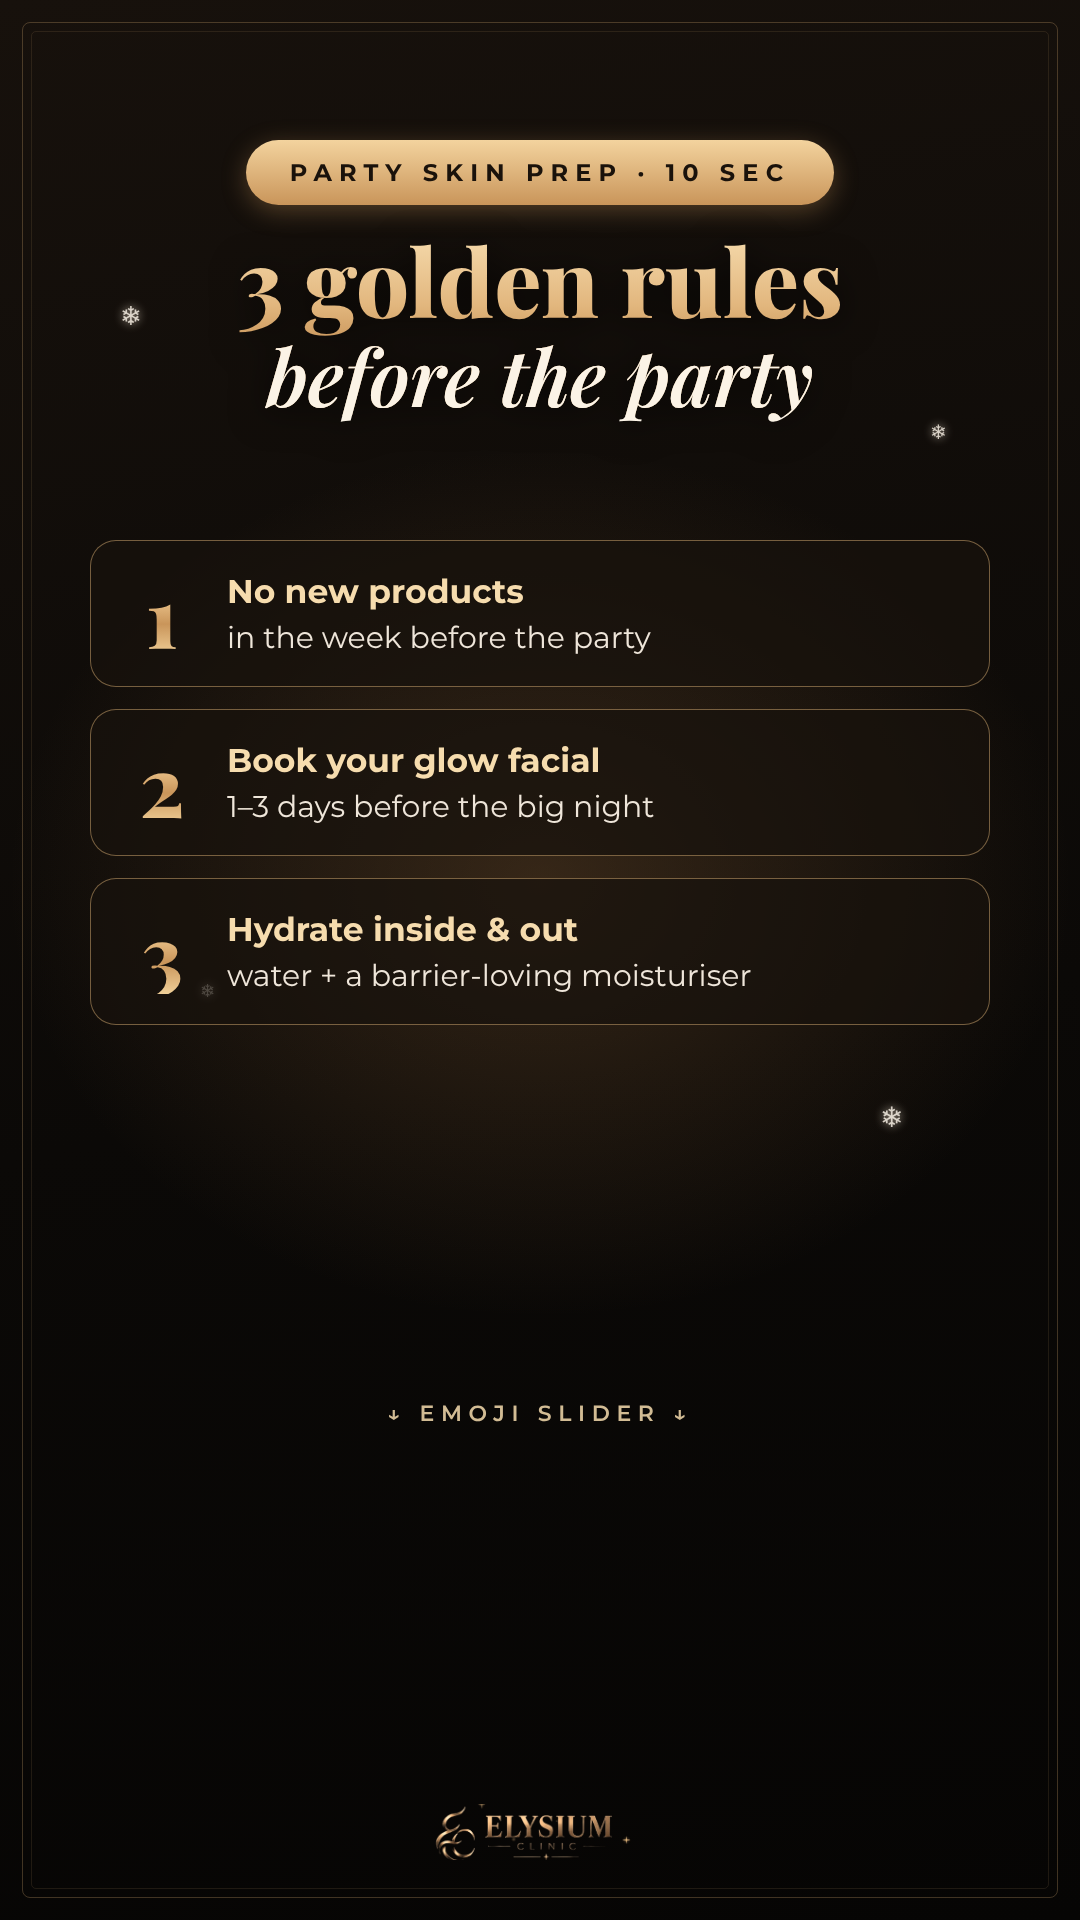 PARTY SKIN PREP · 10 SEC
3 golden rules
before the party
1
No new products
in the week before the party
2
Book your glow facial
1–3 days before the big night
3
Hydrate inside & out
water + a barrier-loving moisturiser
↓ EMOJI SLIDER ↓
ELYSIUM
CLINIC